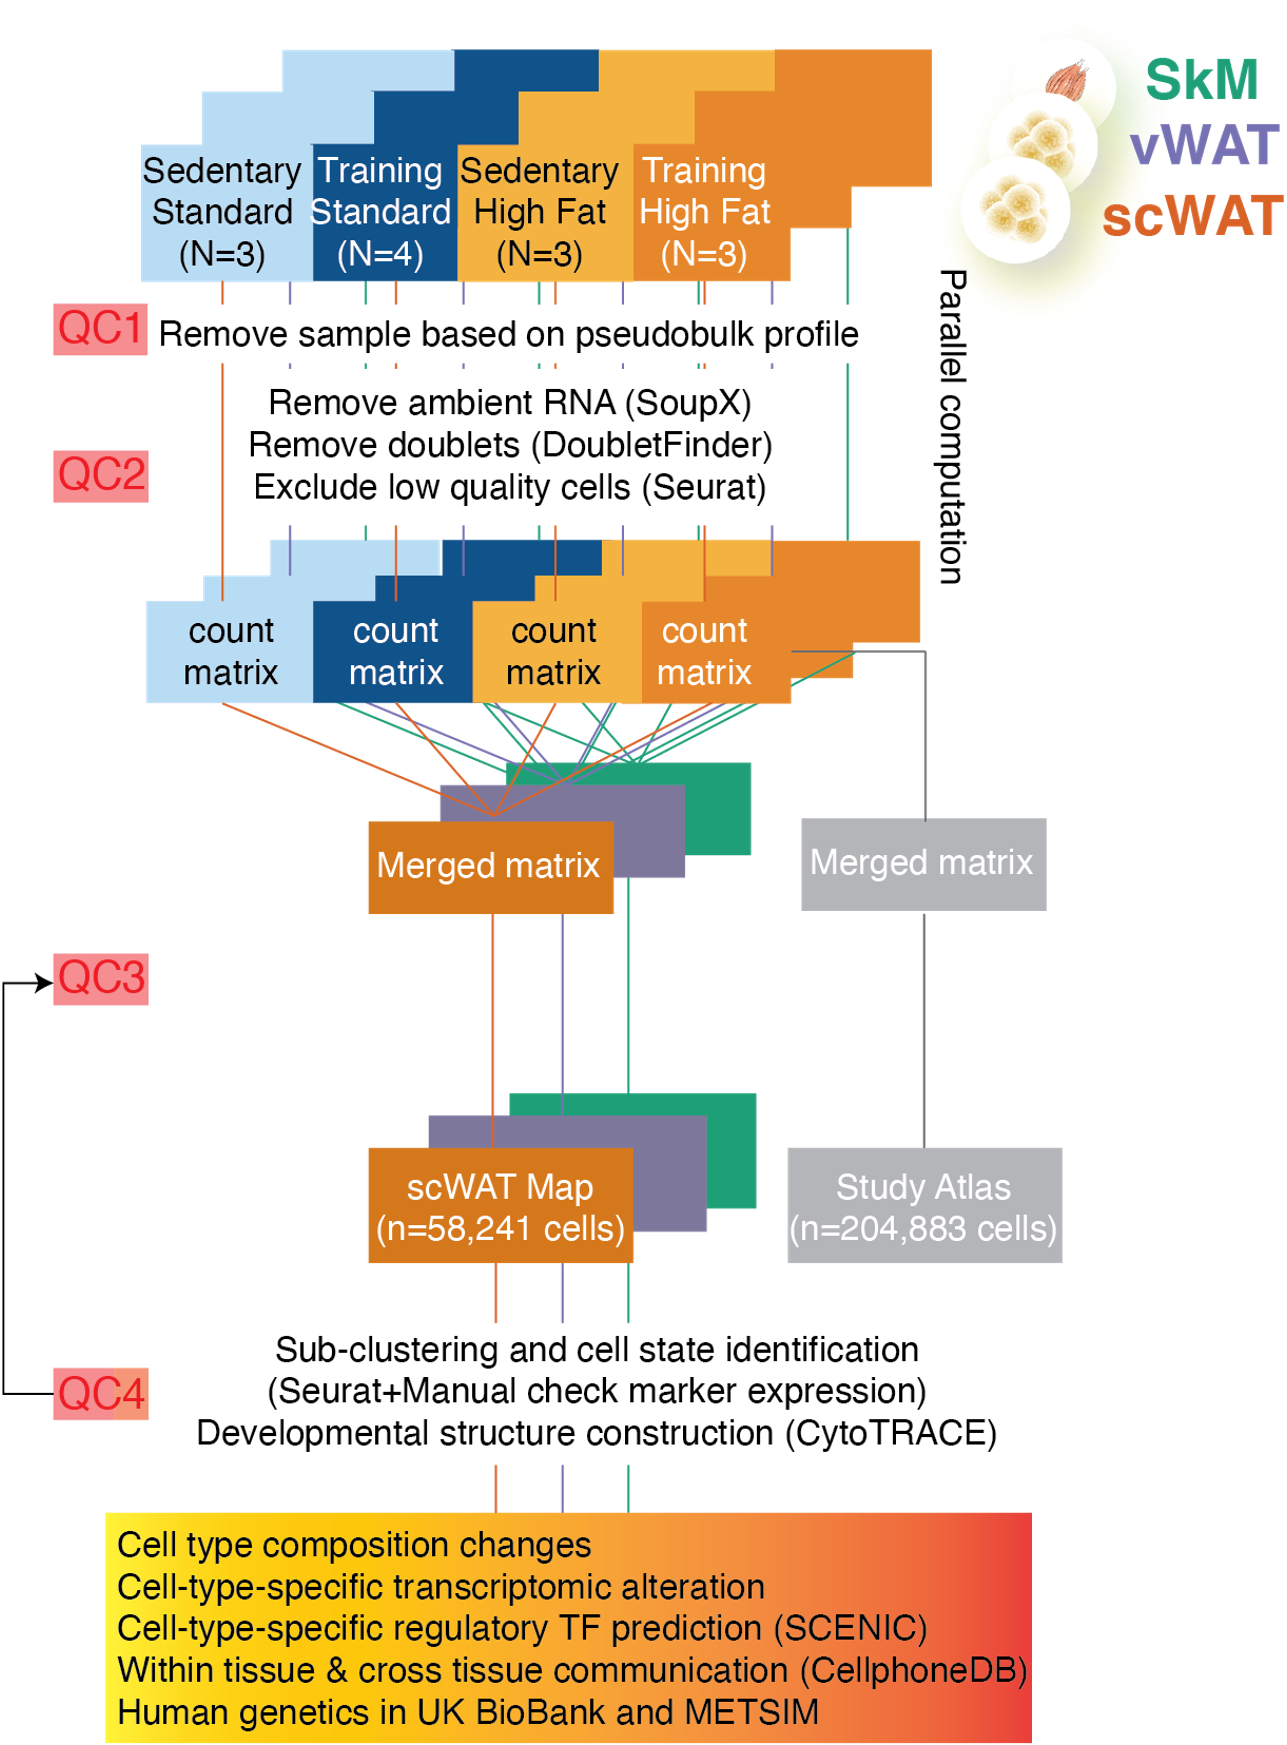 SkM
vWAT
scWAT
Sedentary
Standard
(N=3)
Training
Standard
(N=4)
Sedentary
High Fat
(N=3)
Training
High Fat
(N=3)
Parallel computation
QC1
Remove sample based on pseudobulk profile
Remove ambient RNA (SoupX)
Remove doublets (DoubletFinder)
QC2
Exclude low quality cells (Seurat)
count
matrix
count
matrix
count
matrix
count
matrix
Merged matrix
Merged matrix
QC3
scWAT Map
(n=58,241 cells)
Study Atlas
(n=204,883 cells)
Sub-clustering and cell state identification
QC4
(Seurat+Manual check marker expression)
Developmental structure construction (CytoTRACE)
Cell type composition changes
Cell-type-specific transcriptomic alteration
Cell-type-specific regulatory TF prediction (SCENIC)
Within tissue & cross tissue communication (CellphoneDB)
Human genetics in UK BioBank and METSIM